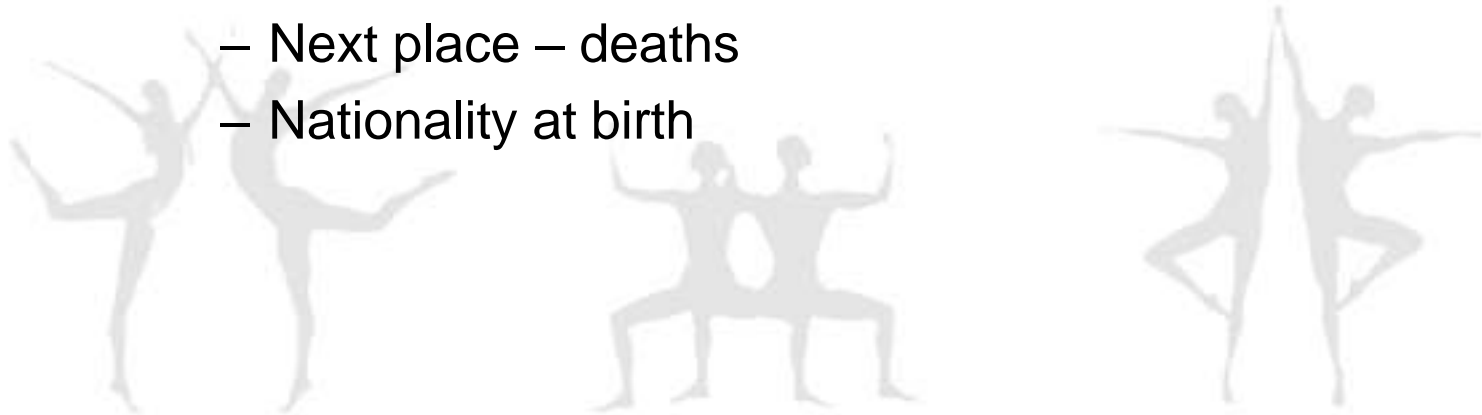 – Next place – deaths
– Nationality at birth